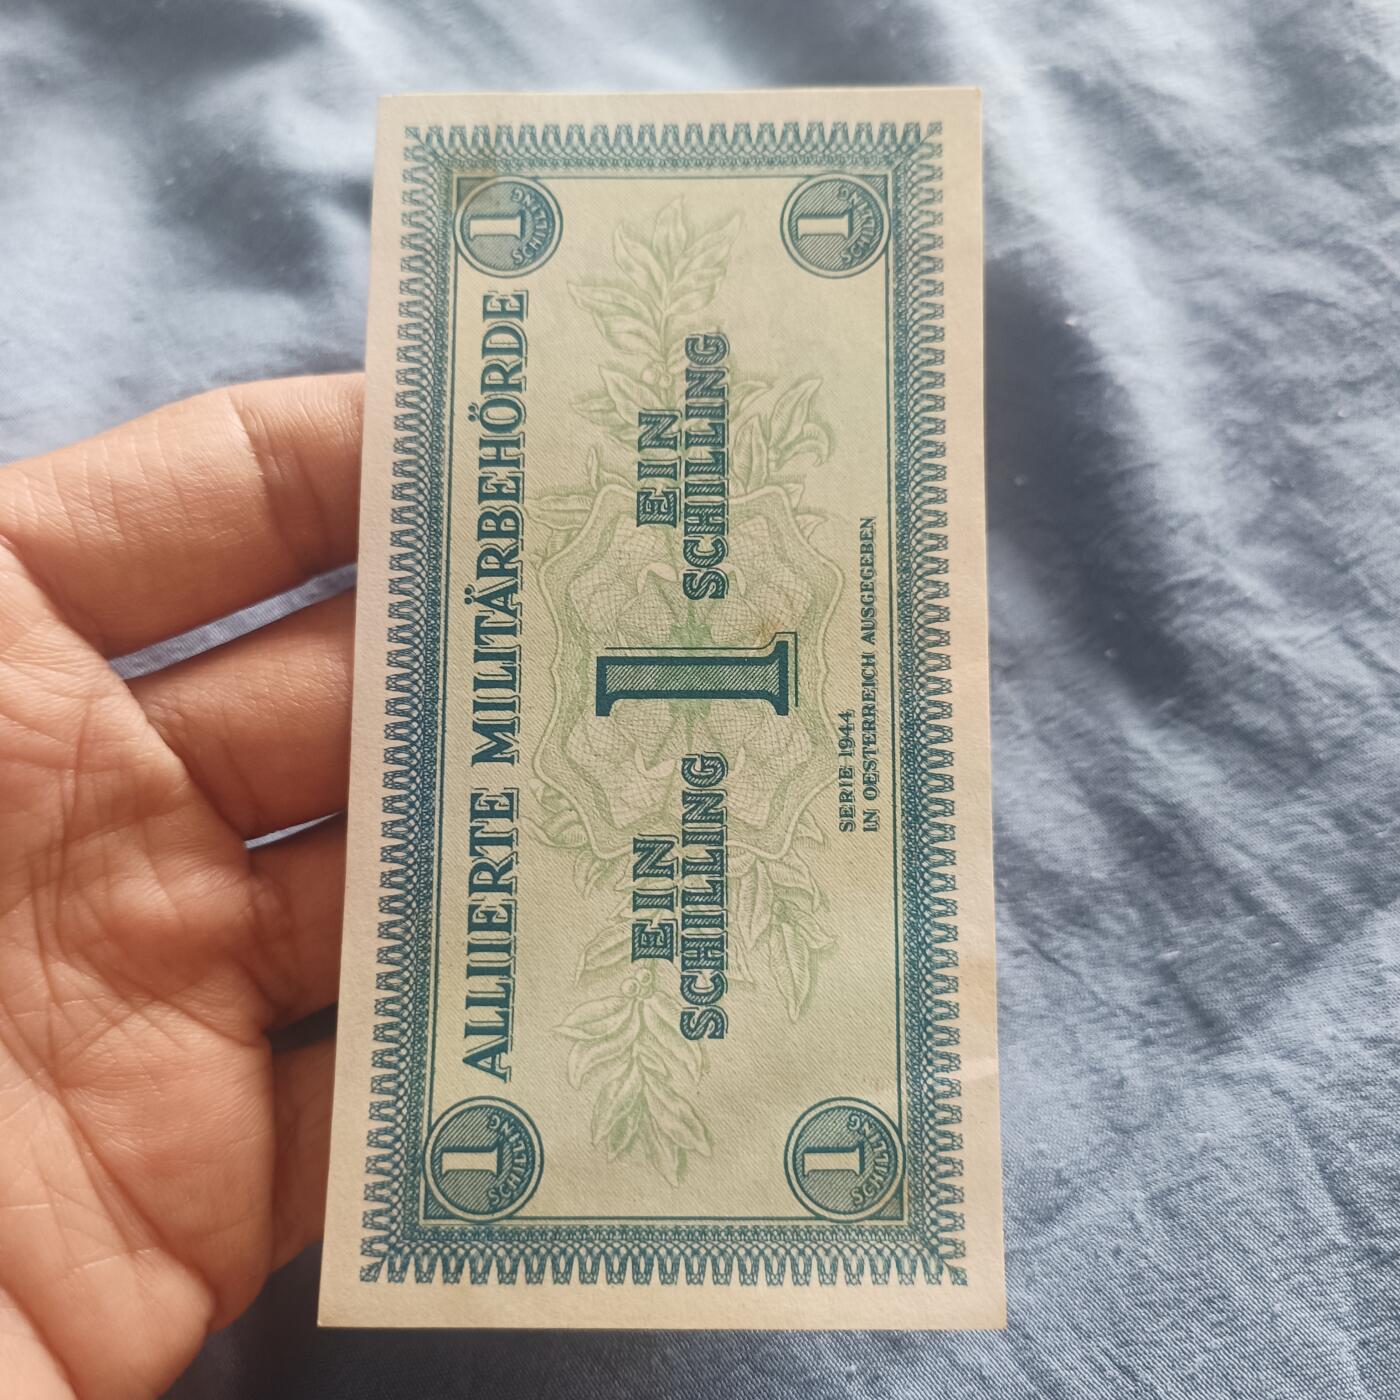 1 SCHILLING
1 SCHILLING
ALLIIERTE MILITÄRBEHÖRDE
EIN
SCHILLING
1
EIN
SCHILLING
SERIE 1944
IN OESTERREICH AUSGEGEBEN
1 SCHILLING
1 SCHILLING